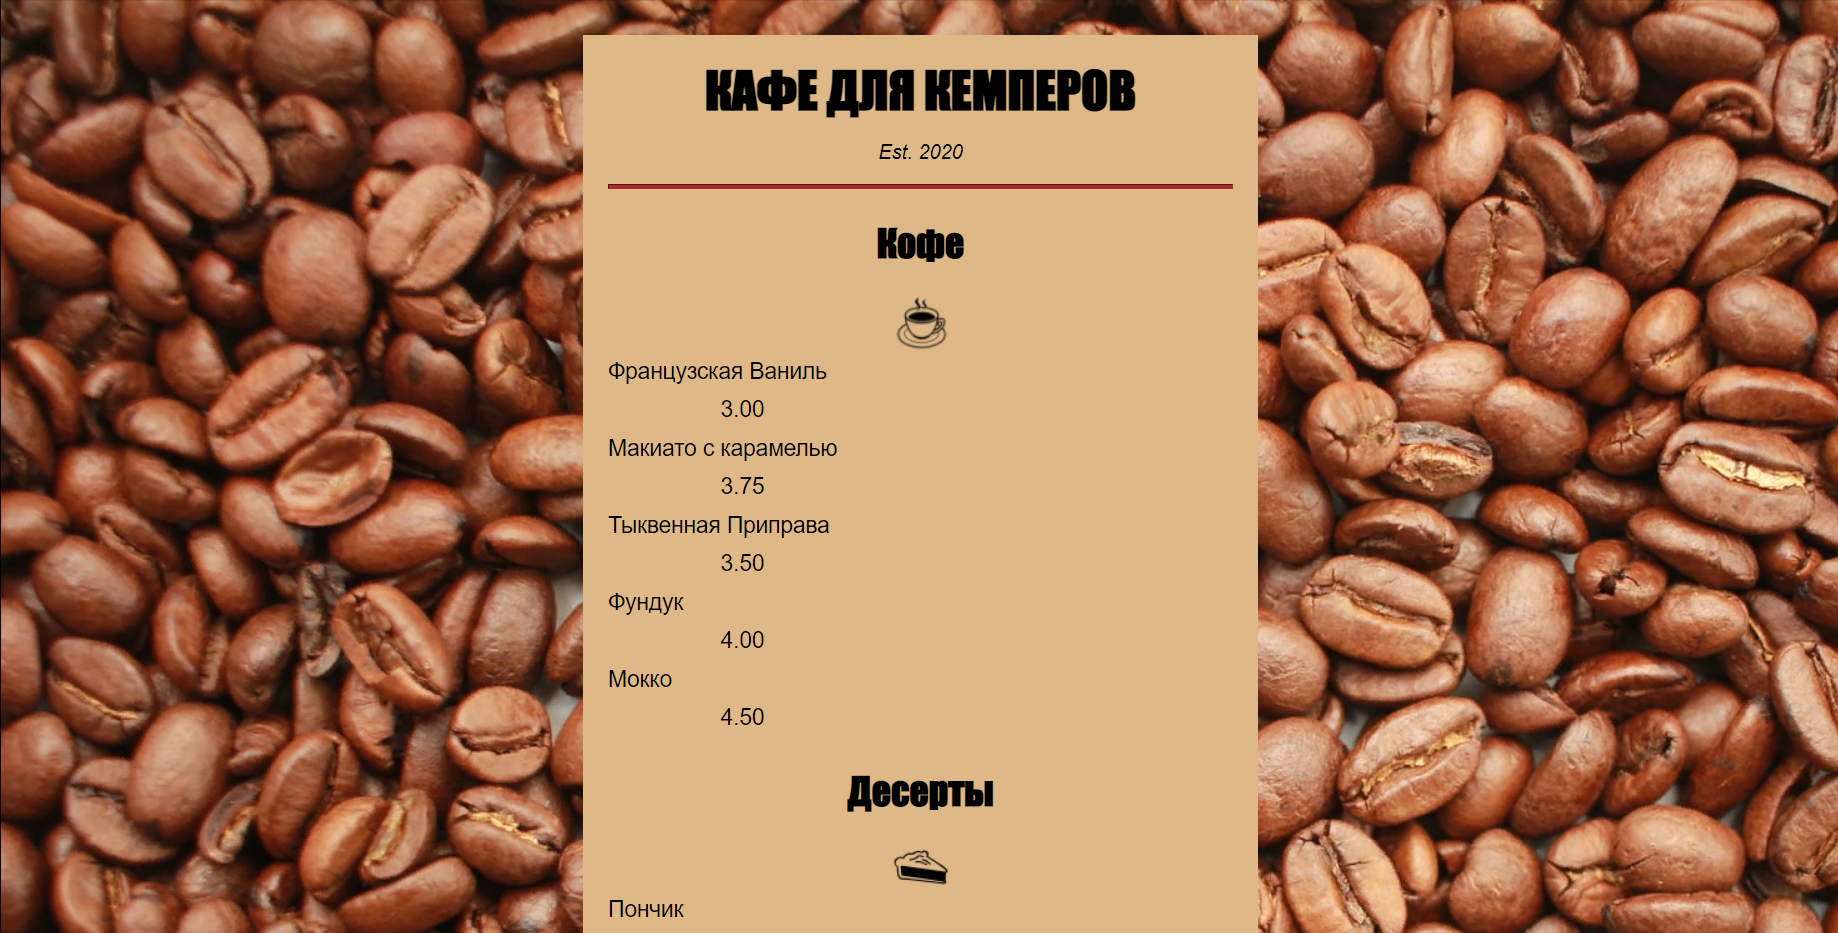 КАФЕ ДЛЯ КЕМПЕРОВ
Est. 2020
Кофе
Французская Ваниль
3.00
Макиато с карамелью
3.75
Тыквенная Приправа
3.50
Фундук
4.00
Мокко
4.50
Десерты
Пончик